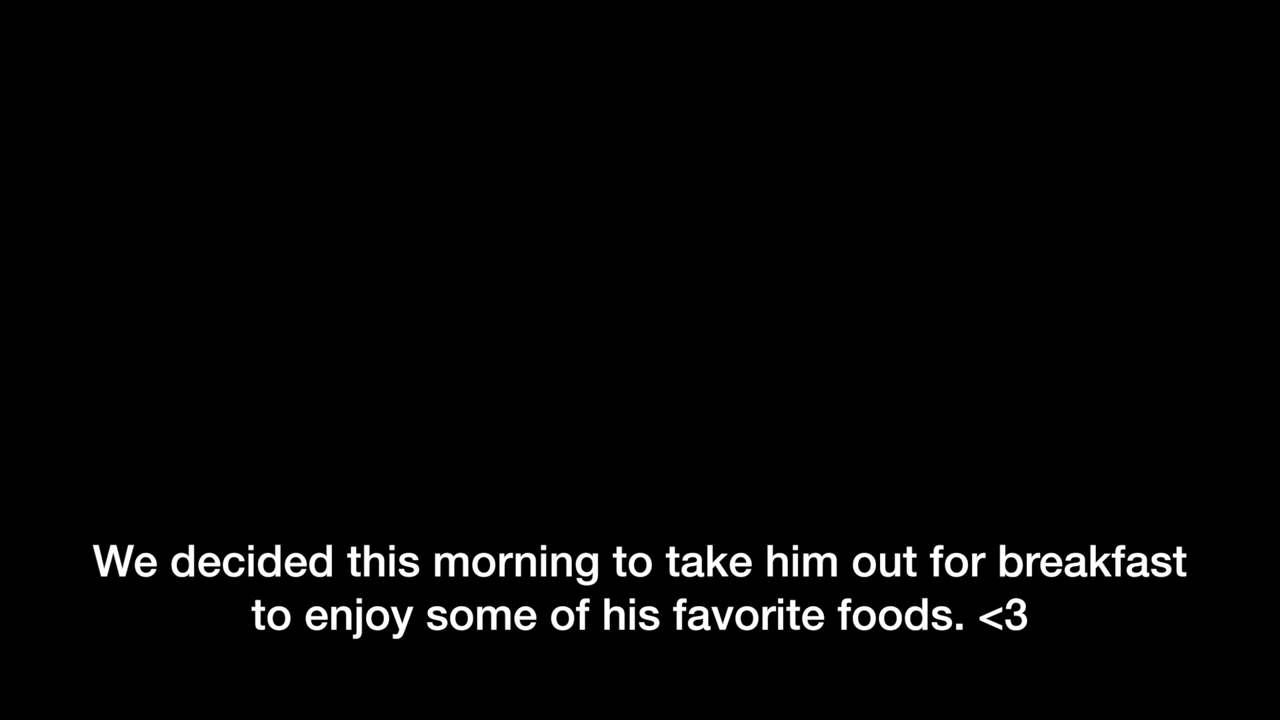 We decided this morning to take him out for breakfast
to enjoy some of his favorite foods. <3